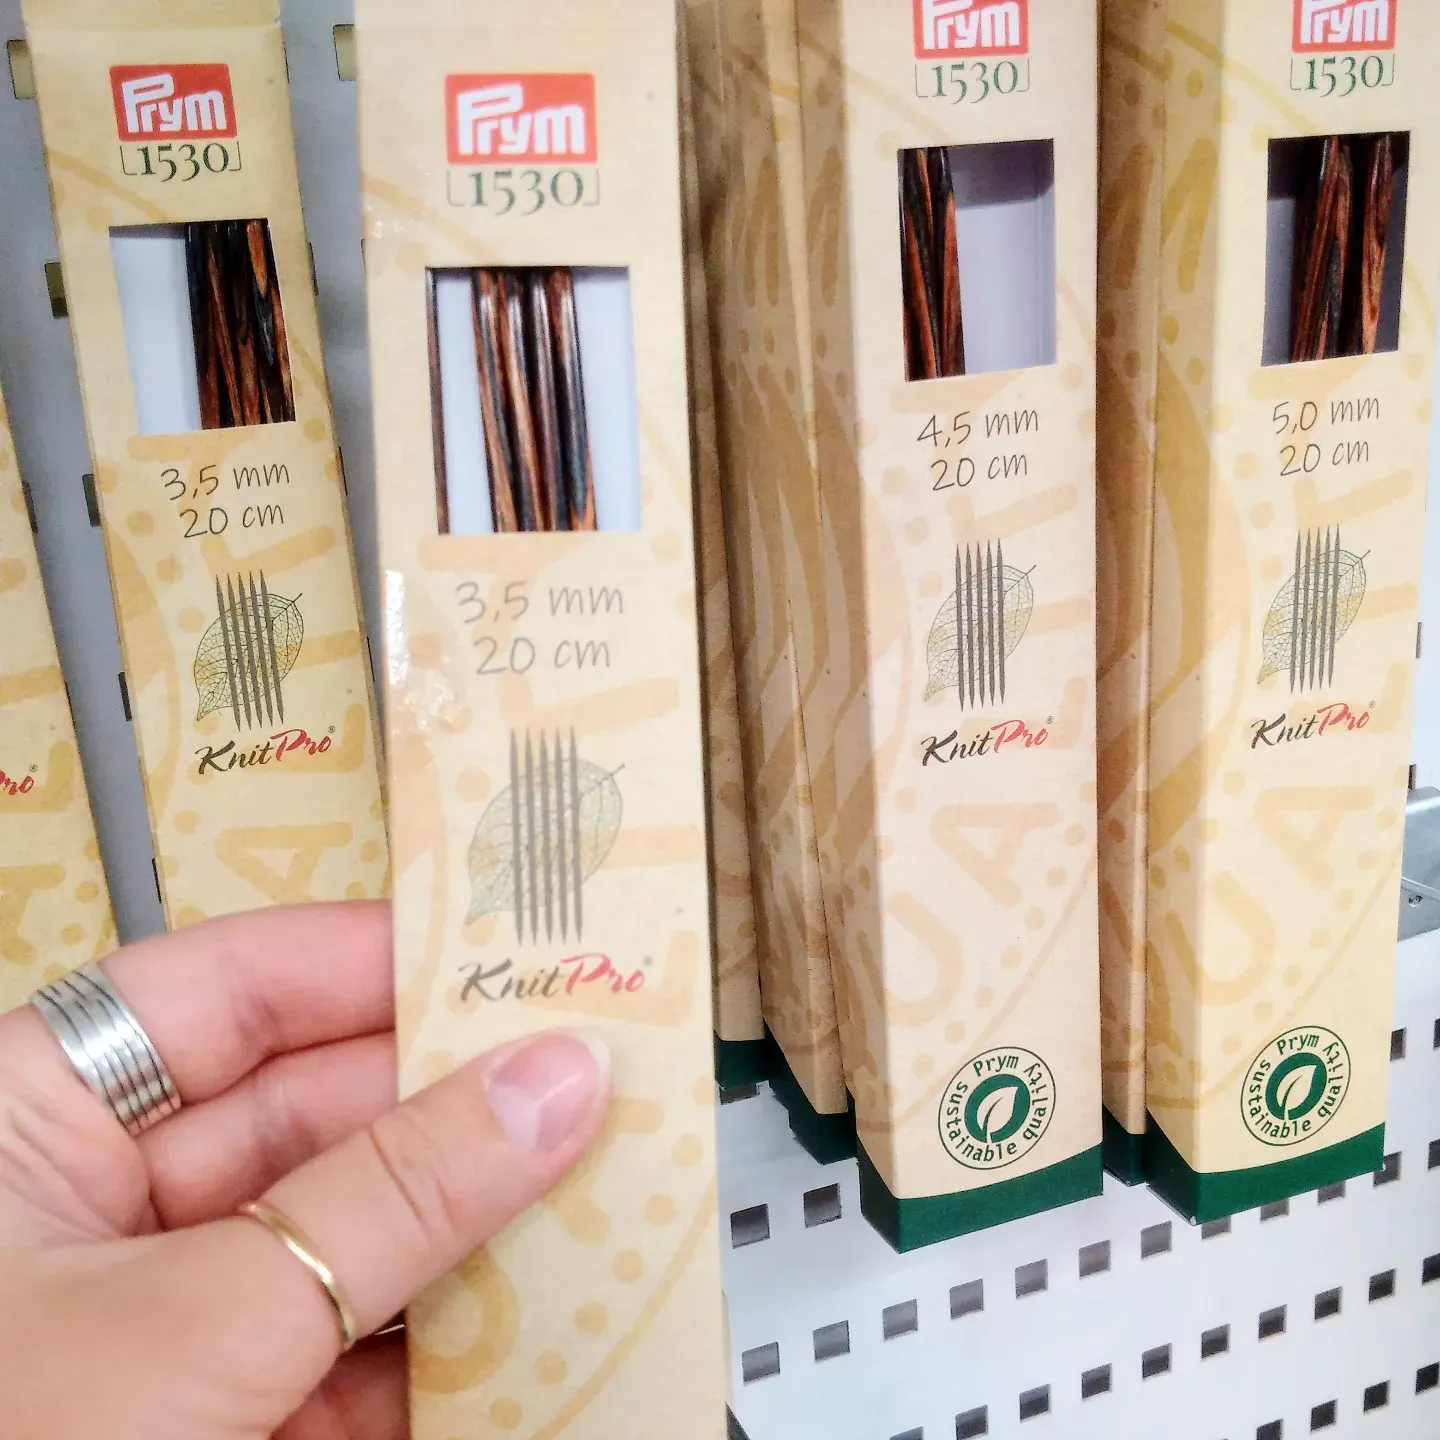 Prym
1530
3,5 mm
20 cm
KnitPro®
Prym
1530
3,5 mm
20 cm
KnitPro®
Prym
1530
4,5 mm
20 cm
KnitPro®
Prym
sustainable quality
Prym
1530
5,0 mm
20 cm
KnitPro®
Prym
sustainable quality